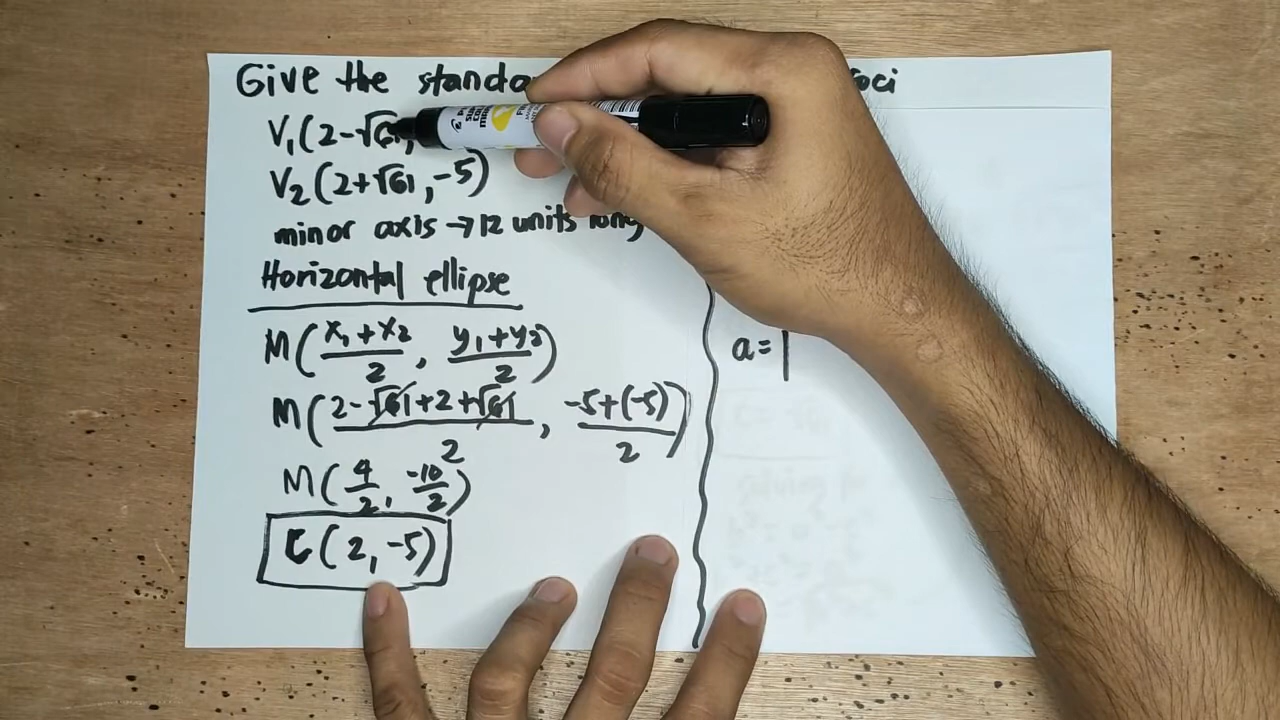 Give the standa oci
V₁(2-√61,
V₂(2+√61,-5)
minor axis → 12 units long
Horizontal ellipse
M(x₁+x₂/2, y₁+y₂/2)
M(2-√61+2+√61/2, -5+(-5)/2)
M(4/2, -10/2)
C(2,-5)
a=|